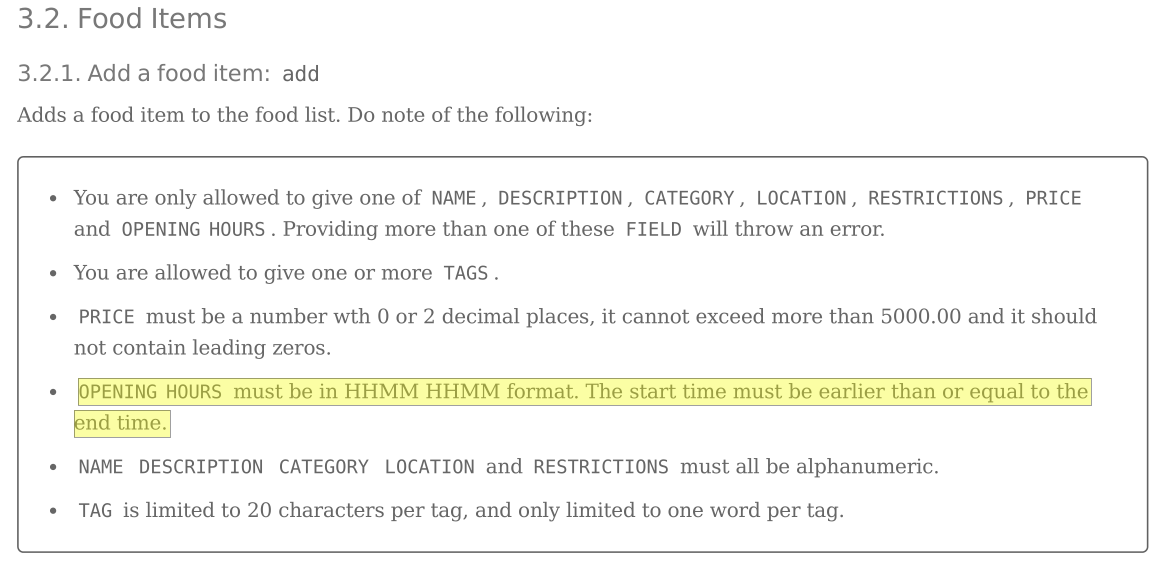 3.2. Food Items
3.2.1. Add a food item: add
Adds a food item to the food list. Do note of the following:
• You are only allowed to give one of NAME, DESCRIPTION, CATEGORY, LOCATION, RESTRICTIONS, PRICE
and OPENING HOURS. Providing more than one of these FIELD will throw an error.
• You are allowed to give one or more TAGS.
• PRICE must be a number wth 0 or 2 decimal places, it cannot exceed more than 5000.00 and it should
not contain leading zeros.
• OPENING HOURS must be in HHMM HHMM format. The start time must be earlier than or equal to the
end time.
• NAME DESCRIPTION CATEGORY LOCATION and RESTRICTIONS must all be alphanumeric.
• TAG is limited to 20 characters per tag, and only limited to one word per tag.